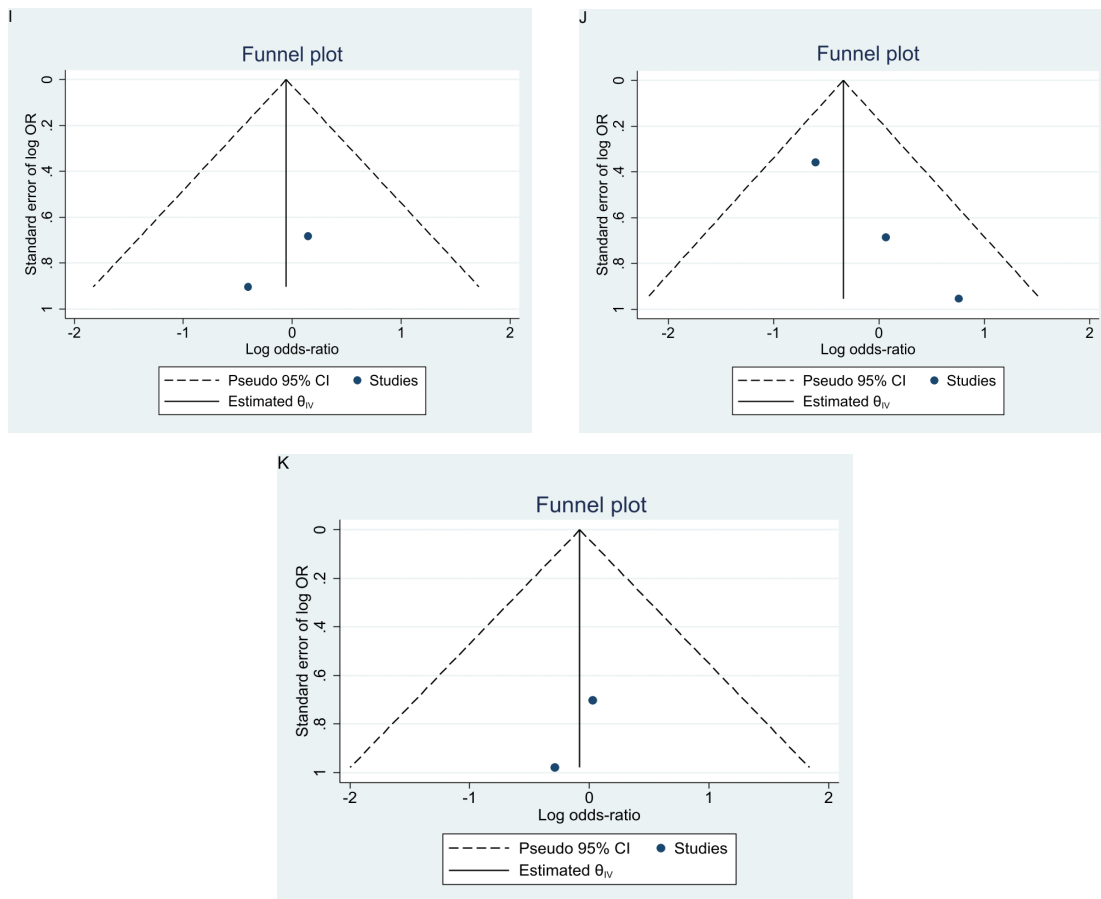 I
Funnel plot
Standard error of log OR
0
.2
.4
.6
.8
1
-2 -1 0 1 2
Log odds-ratio
Pseudo 95% CI Studies
Estimated θIV
J
Funnel plot
Standard error of log OR
0
.2
.4
.6
.8
1
-2 -1 0 1 2
Log odds-ratio
Pseudo 95% CI Studies
Estimated θIV
K
Funnel plot
Standard error of log OR
0
.2
.4
.6
.8
1
-2 -1 0 1 2
Log odds-ratio
Pseudo 95% CI Studies
Estimated θIV